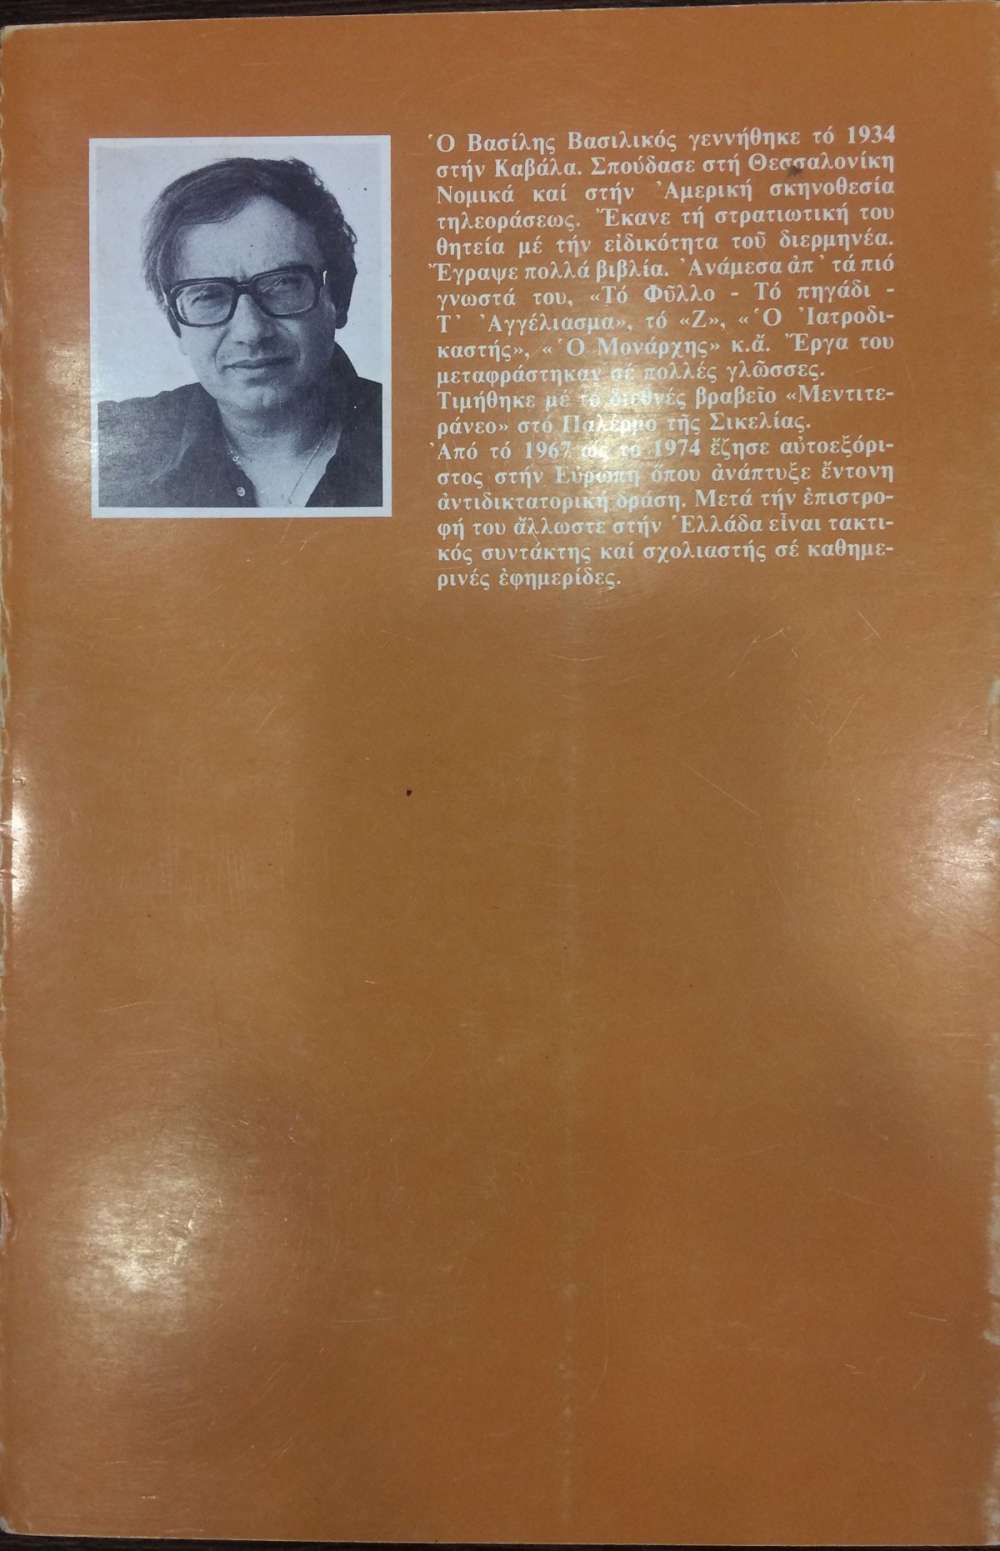 Ὁ Βασίλης Βασιλικός γεννήθηκε τό 1934
στήν Καβάλα. Σπούδασε στή Θεσσαλονίκη
Νομικά καί στήν Ἀμερική σκηνοθεσία
τηλεοράσεως. Ἔκανε τή στρατιωτική του
θητεία μέ τήν εἰδικότητα τοῦ διερμηνέα.
Ἔγραψε πολλά βιβλία. Ἀνάμεσα ἀπ' τά πιό
γνωστά του, «Τό Φῦλλο - Τό πηγάδι -
Τ' Ἀγγέλιασμα», τό «Ζ», «Ὁ Ἰατροδι-
καστής», «Ὁ Μονάρχης» κ.ἄ. Ἔργα του
μεταφράστηκαν σέ πολλές γλῶσσες.
Τιμήθηκε μέ τό διεθνές βραβεῖο «Μεντιτε-
ράνεο» στό Παλέρμο τῆς Σικελίας.
Ἀπό τό 1967 ὡς τό 1974 ἔζησε αὐτοεξόρι-
στος στήν Εὐρώπη ὅπου ἀνάπτυξε ἔντονη
ἀντιδικτατορική δράση. Μετά τήν ἐπιστρο-
φή του ἄλλωστε στήν Ἑλλάδα εἶναι τακτι-
κός συντάκτης καί σχολιαστής σέ καθημε-
ρινές ἐφημερίδες.